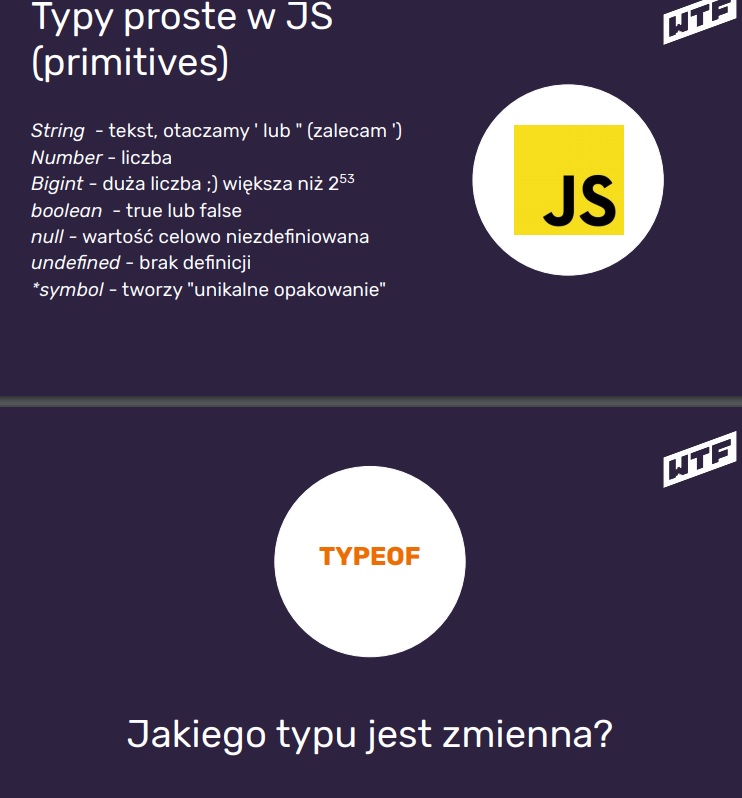 Typy proste w JS
(primitives)
String - tekst, otaczamy ' lub " (zalecam ')
Number - liczba
Bigint - duża liczba ;) większa niż 2⁵³
boolean - true lub false
null - wartość celowo niezdefiniowana
undefined - brak definicji
*symbol - tworzy "unikalne opakowanie"
WTF
JS
WTF
TYPEOF
Jakiego typu jest zmienna?